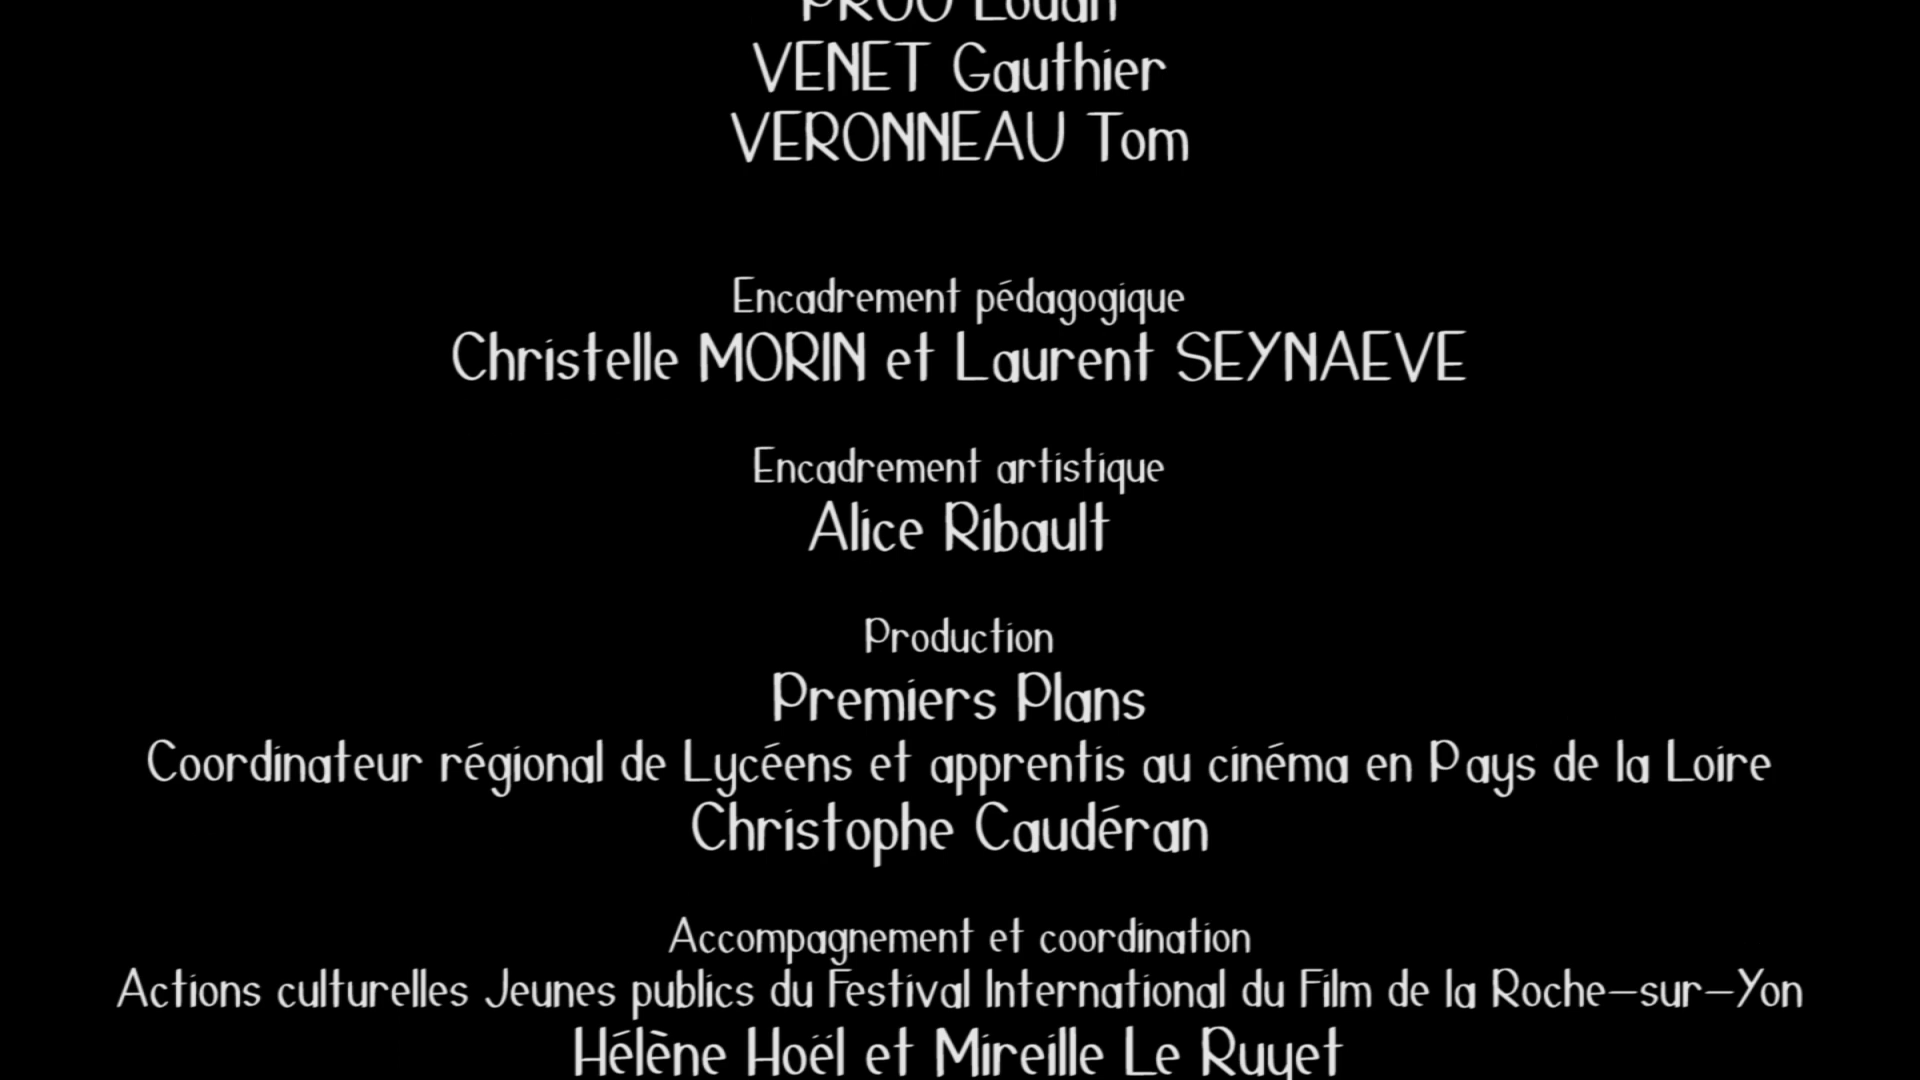 VENET Gauthier
VERONNEAU Tom
Encadrement pédagogique
Christelle MORIN et Laurent SEYNAEVE
Encadrement artistique
Alice Ribault
Production
Premiers Plans
Coordinateur régional de Lycéens et apprentis au cinéma en Pays de la Loire
Christophe Caudéran
Accompagnement et coordination
Actions culturelles Jeunes publics du Festival International du Film de la Roche-sur-Yon
Hélène Hoël et Mireille Le Ruyet